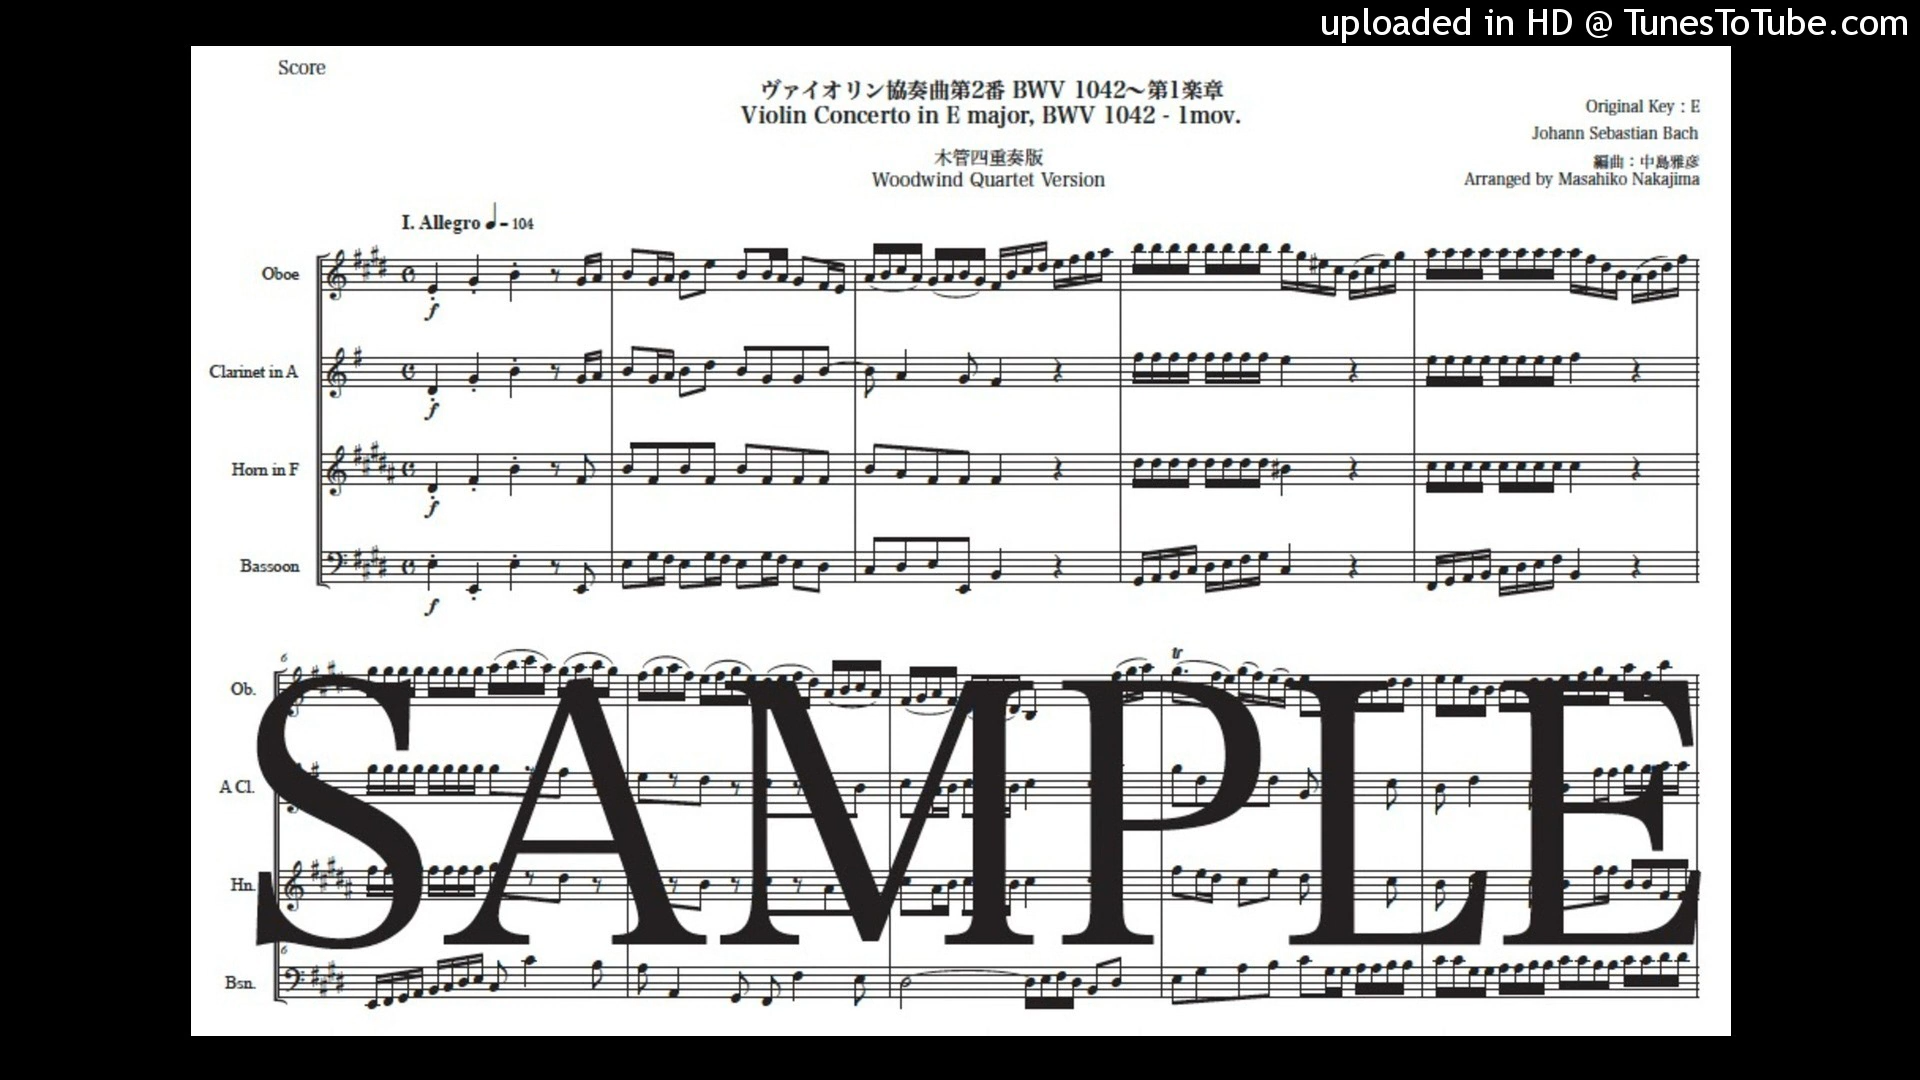 uploaded in HD @ TunesToTube.com
Score
ヴァイオリン協奏曲第2番 BWV 1042〜第1楽章
Violin Concerto in E major, BWV 1042 - 1mov.
Original Key : E
Johann Sebastian Bach
木管四重奏版
Woodwind Quartet Version
編曲：中島雅彦
Arranged by Masahiko Nakajima
I. Allegro ♩= 104
Oboe
f
Clarinet in A
f
Horn in F
f
Bassoon
f
6
tr
Ob.
A Cl.
Hn.
6
Bsn.
SAMPLE